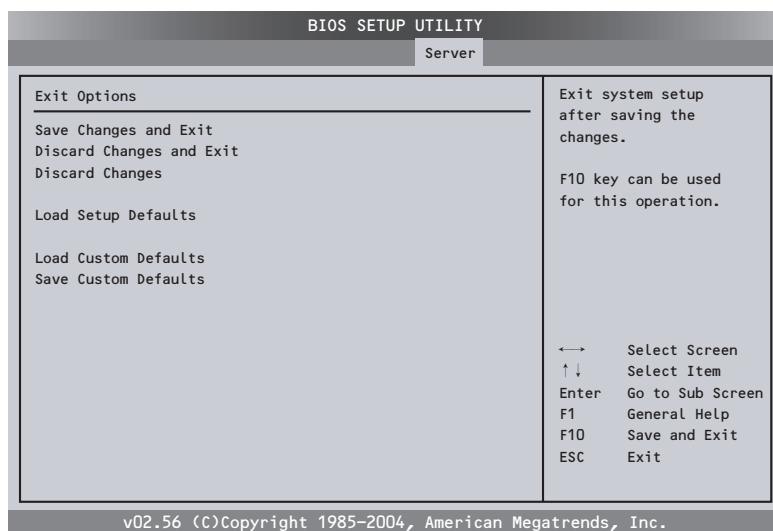 BIOS SETUP UTILITY
Server
Exit Options
Save Changes and Exit
Discard Changes and Exit
Discard Changes
Load Setup Defaults
Load Custom Defaults
Save Custom Defaults
Exit system setup
after saving the
changes.
F10 key can be used
for this operation.
←→ Select Screen
↑↓ Select Item
Enter Go to Sub Screen
F1 General Help
F10 Save and Exit
ESC Exit
v02.56 (C)Copyright 1985-2004, American Megatrends, Inc.